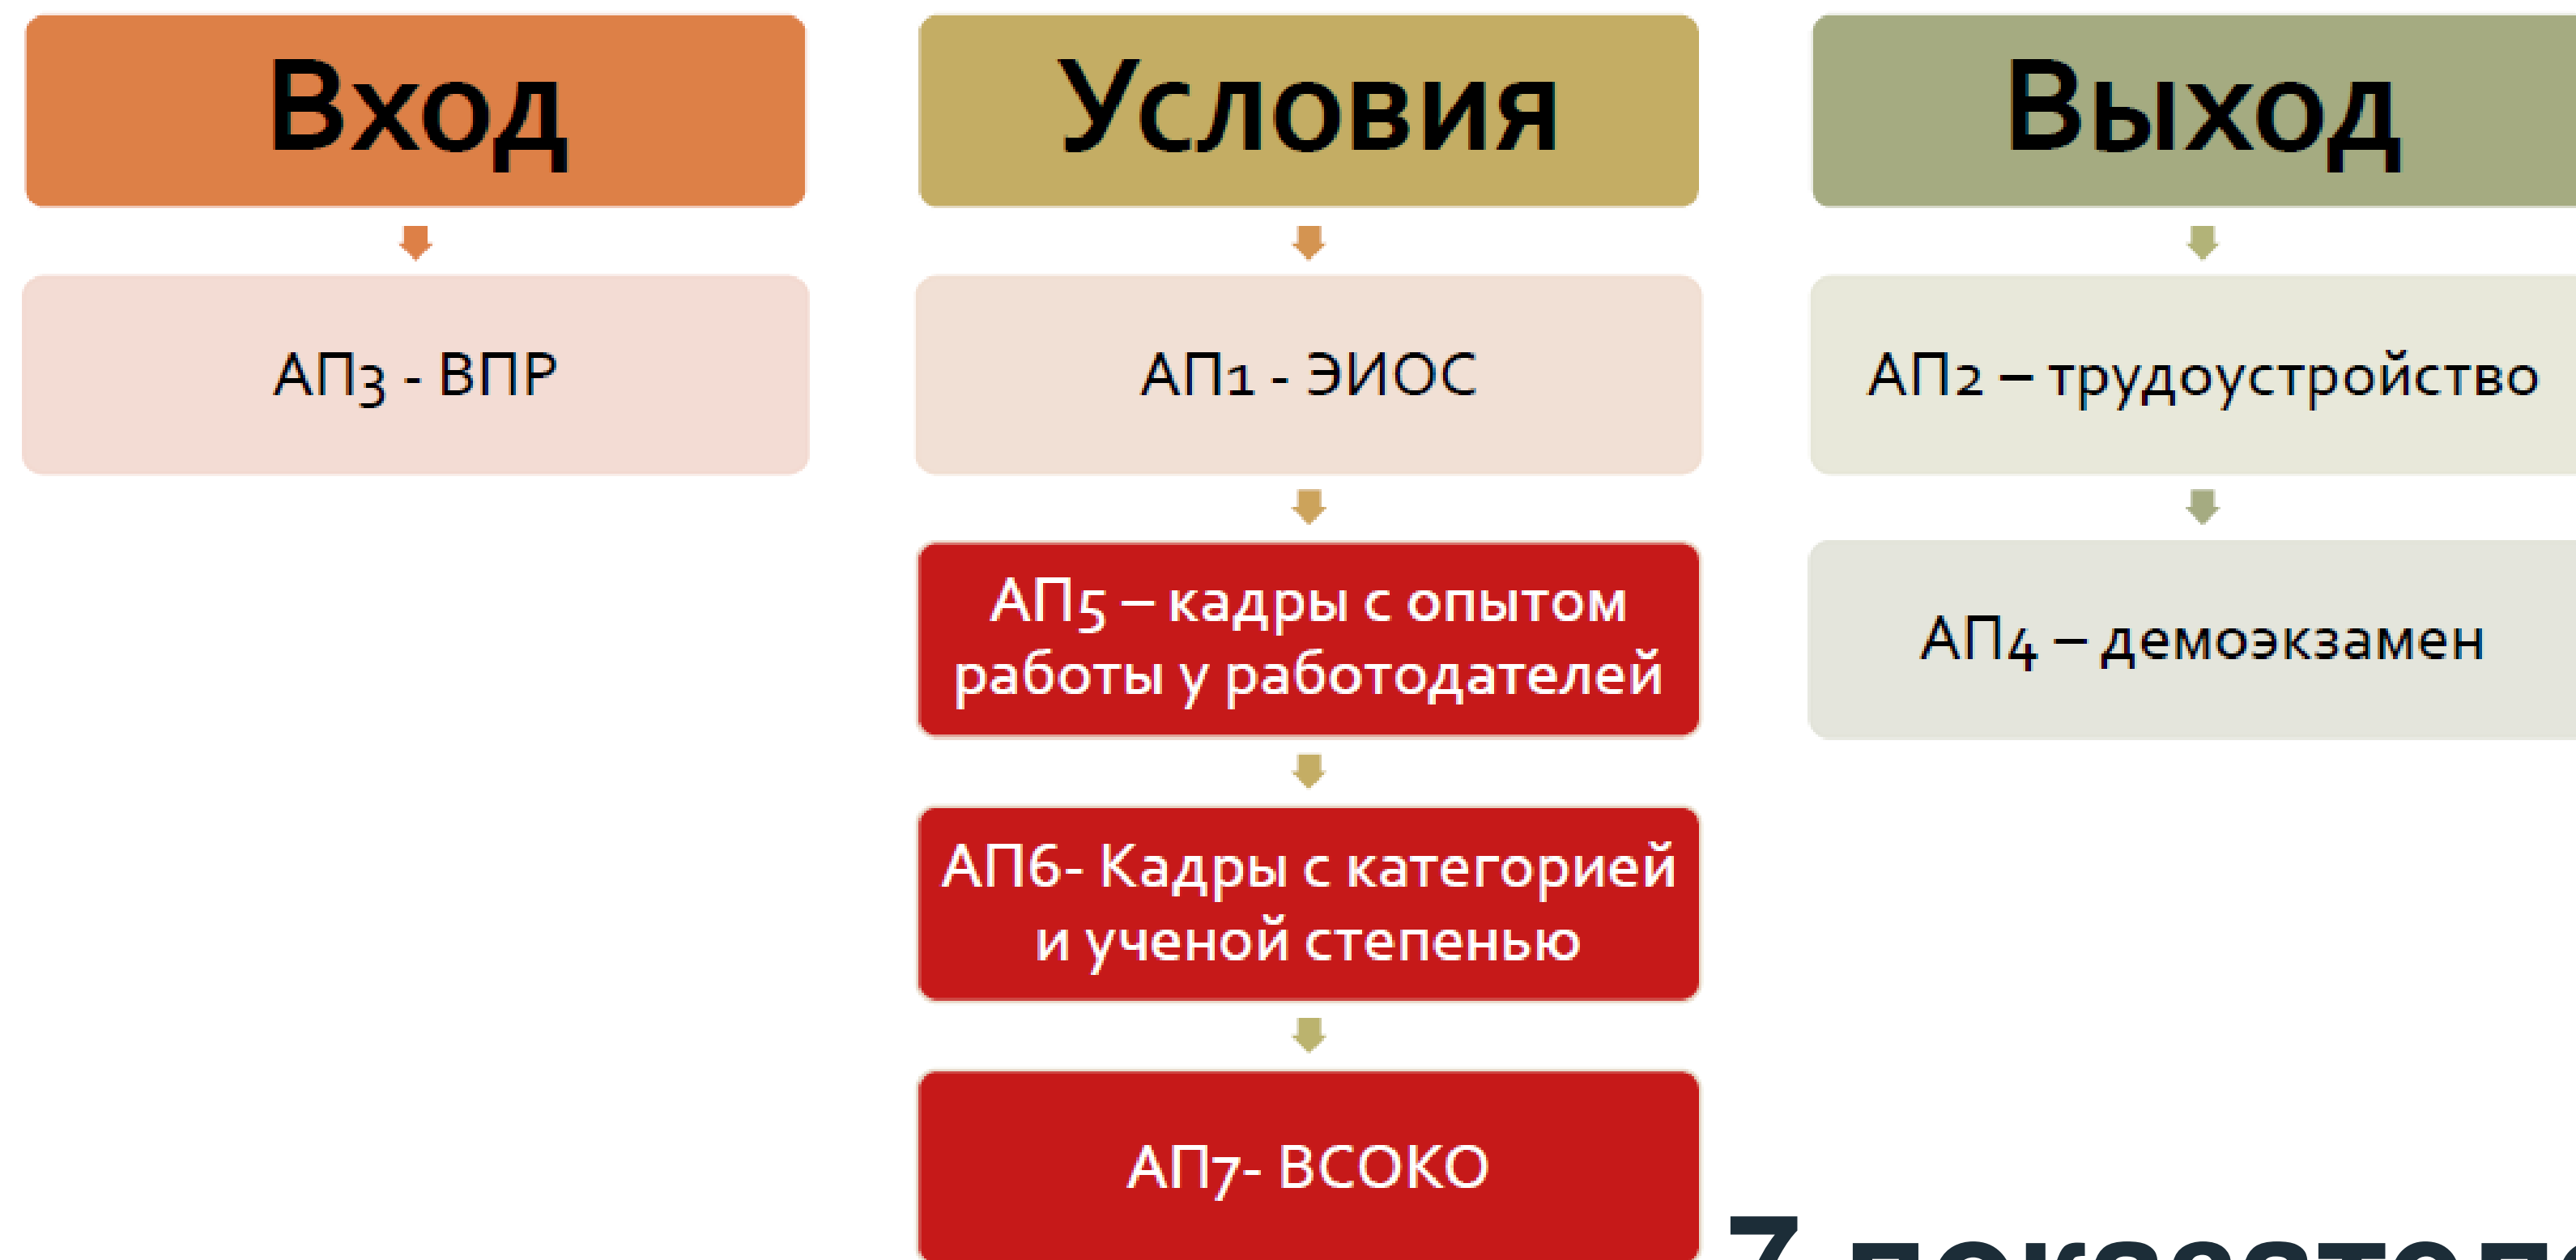 Вход
АП3 - ВПР
Условия
АП1 - ЭИОС
АП5 – кадры с опытом
работы у работодателей
АП6- Кадры с категорией
и ученой степенью
АП7- ВСОКО
Выход
АП2 – трудоустройство
АП4 – демоэкзамен
7